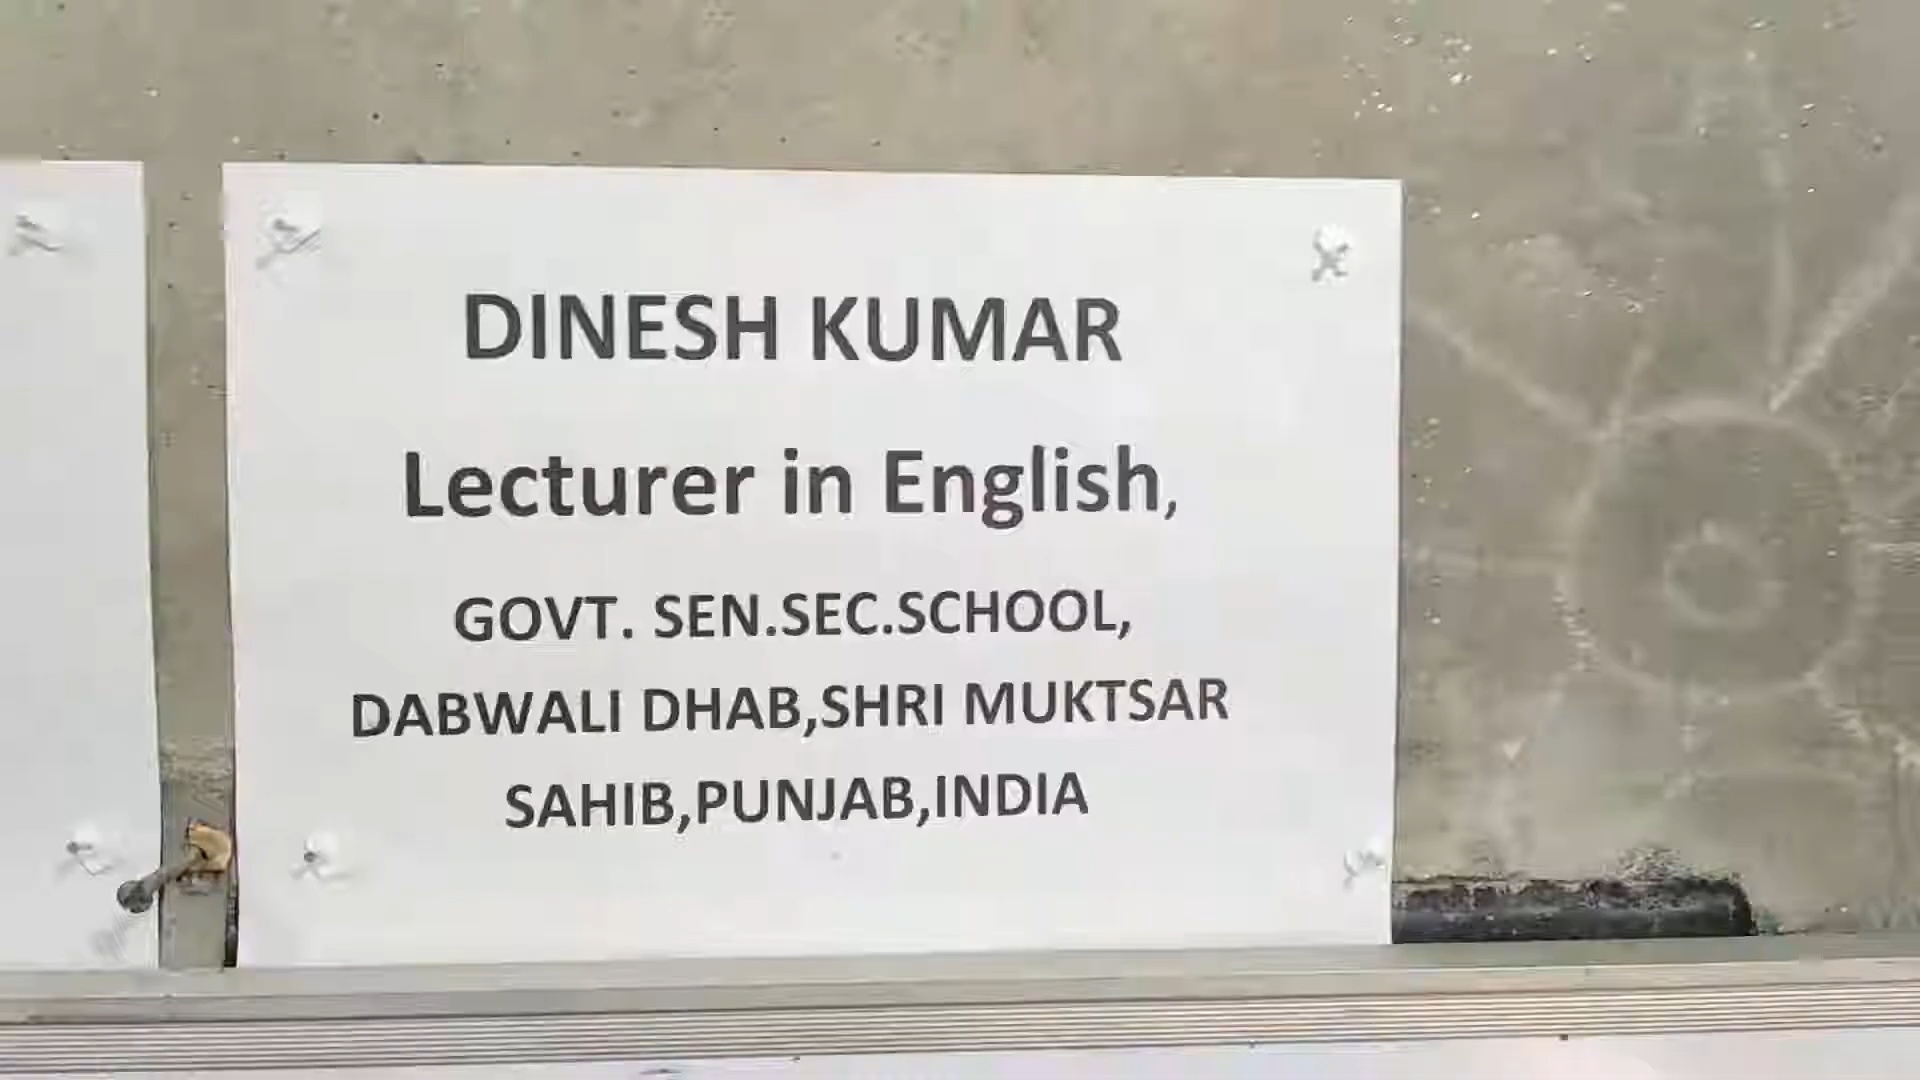 DINESH KUMAR
Lecturer in English,
GOVT. SEN.SEC.SCHOOL,
DABWALI DHAB,SHRI MUKTSAR
SAHIB,PUNJAB,INDIA